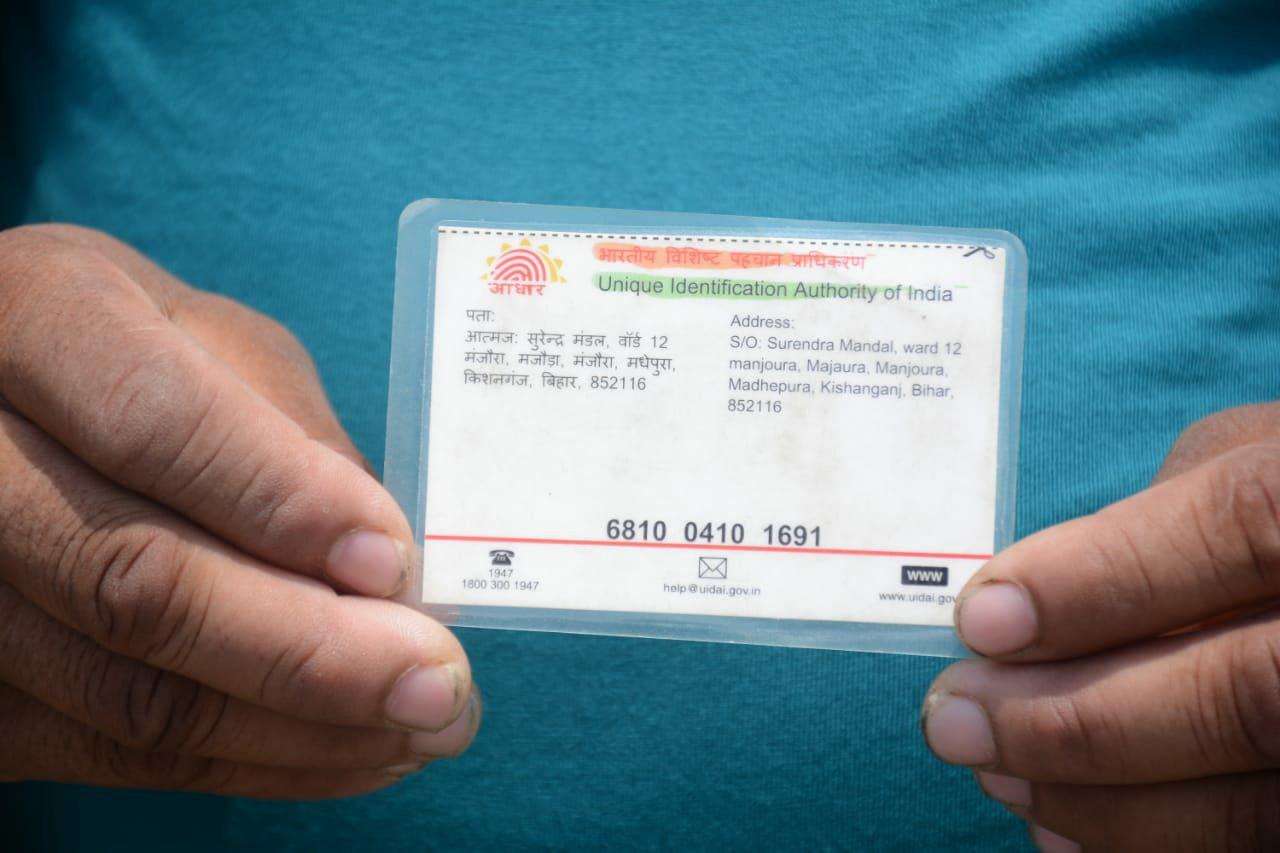 भारतीय विशिष्ट पहचान प्राधिकरण
आधार
Unique Identification Authority of India
पता:
आत्मज: सुरेन्द्र मंडल, वॉर्ड 12
मंजौरा, मजौड़ा, मंजौरा, मधेपुरा,
किशनगंज, बिहार, 852116
Address:
S/O: Surendra Mandal, ward 12
manjoura, Majaura, Manjoura,
Madhepura, Kishanganj, Bihar,
852116
6810 0410 1691
1947
1800 300 1947
help@uidai.gov.in
WWW
www.uidai.gov